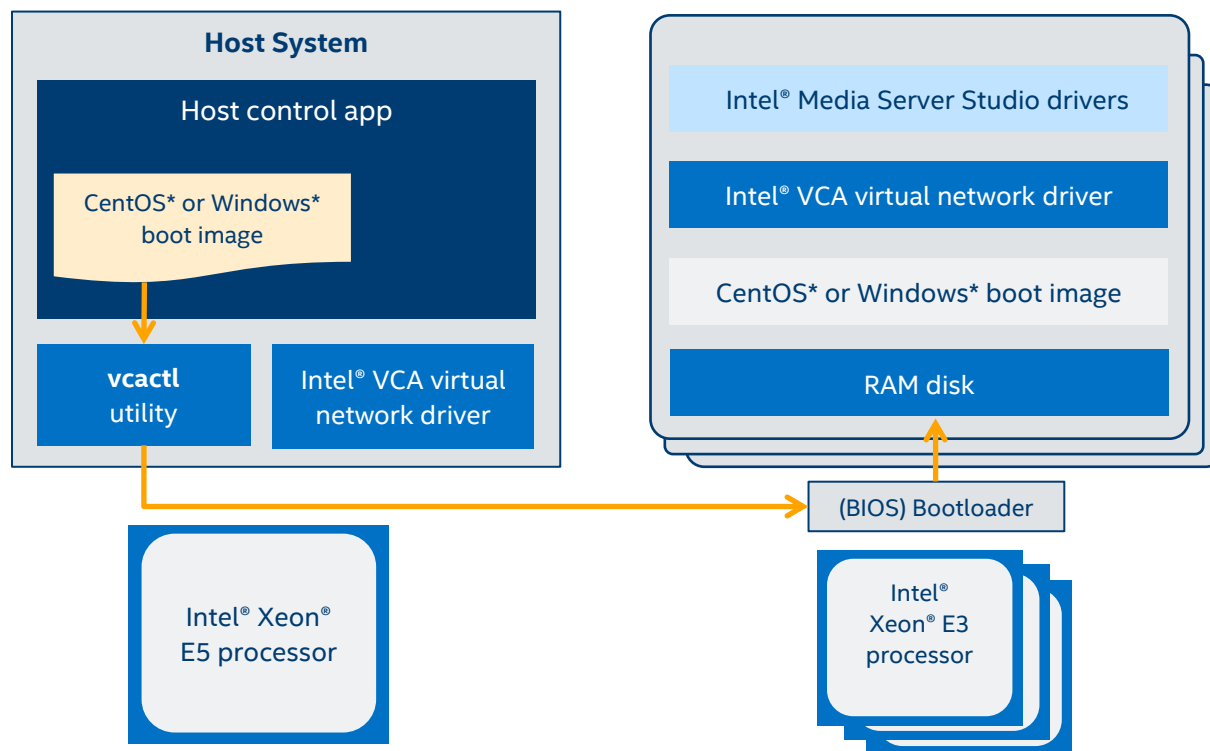 Host System
Host control app
CentOS* or Windows*
boot image
vcactl
utility
Intel® VCA virtual
network driver
Intel® Xeon®
E5 processor
Intel® Media Server Studio drivers
Intel® VCA virtual network driver
CentOS* or Windows* boot image
RAM disk
(BIOS) Bootloader
Intel®
Xeon® E3
processor